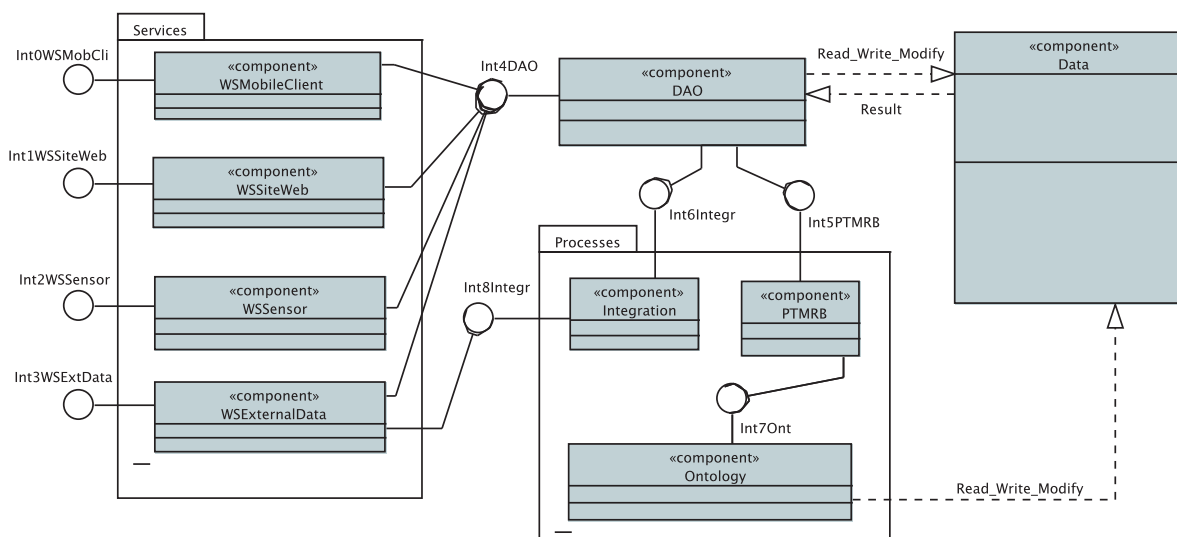 Services
Int0WSMobCli
«component»
WSMobileClient
Int4DAO
«component»
DAO
Read_Write_Modify
Result
«component»
Data
Int1WSSiteWeb
«component»
WSSiteWeb
Int6Integr
Int5PTMRB
Processes
Int2WSSensor
«component»
WSSensor
Int8Integr
«component»
Integration
«component»
PTMRB
Int3WSExtData
«component»
WSExternalData
Int7Ont
«component»
Ontology
Read_Write_Modify